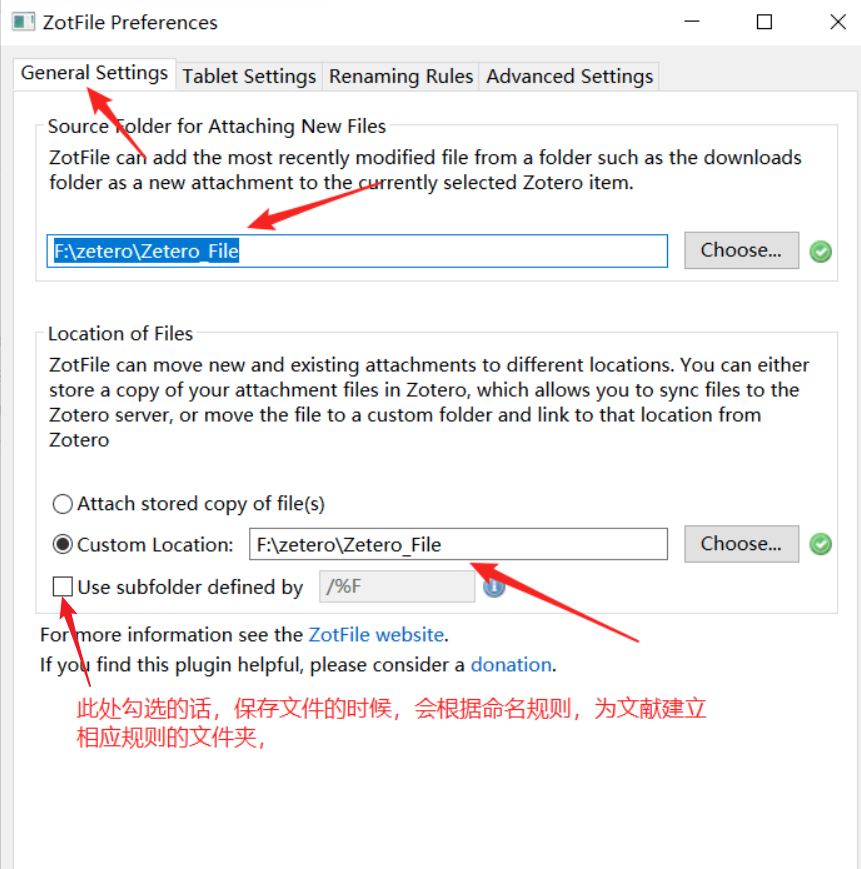 ZotFile Preferences
General Settings Tablet Settings Renaming Rules Advanced Settings
Source Folder for Attaching New Files
ZotFile can add the most recently modified file from a folder such as the downloads
folder as a new attachment to the currently selected Zotero item.
F:\zetero\Zetero_File Choose...
Location of Files
ZotFile can move new and existing attachments to different locations. You can either
store a copy of your attachment files in Zotero, which allows you to sync files to the
Zotero server, or move the file to a custom folder and link to that location from
Zotero
Attach stored copy of file(s)
Custom Location: F:\zetero\Zetero_File Choose...
Use subfolder defined by /%F
For more information see the ZotFile website.
If you find this plugin helpful, please consider a donation.
此处勾选的话，保存文件的时候，会根据命名规则，为文献建立
相应规则的文件夹，